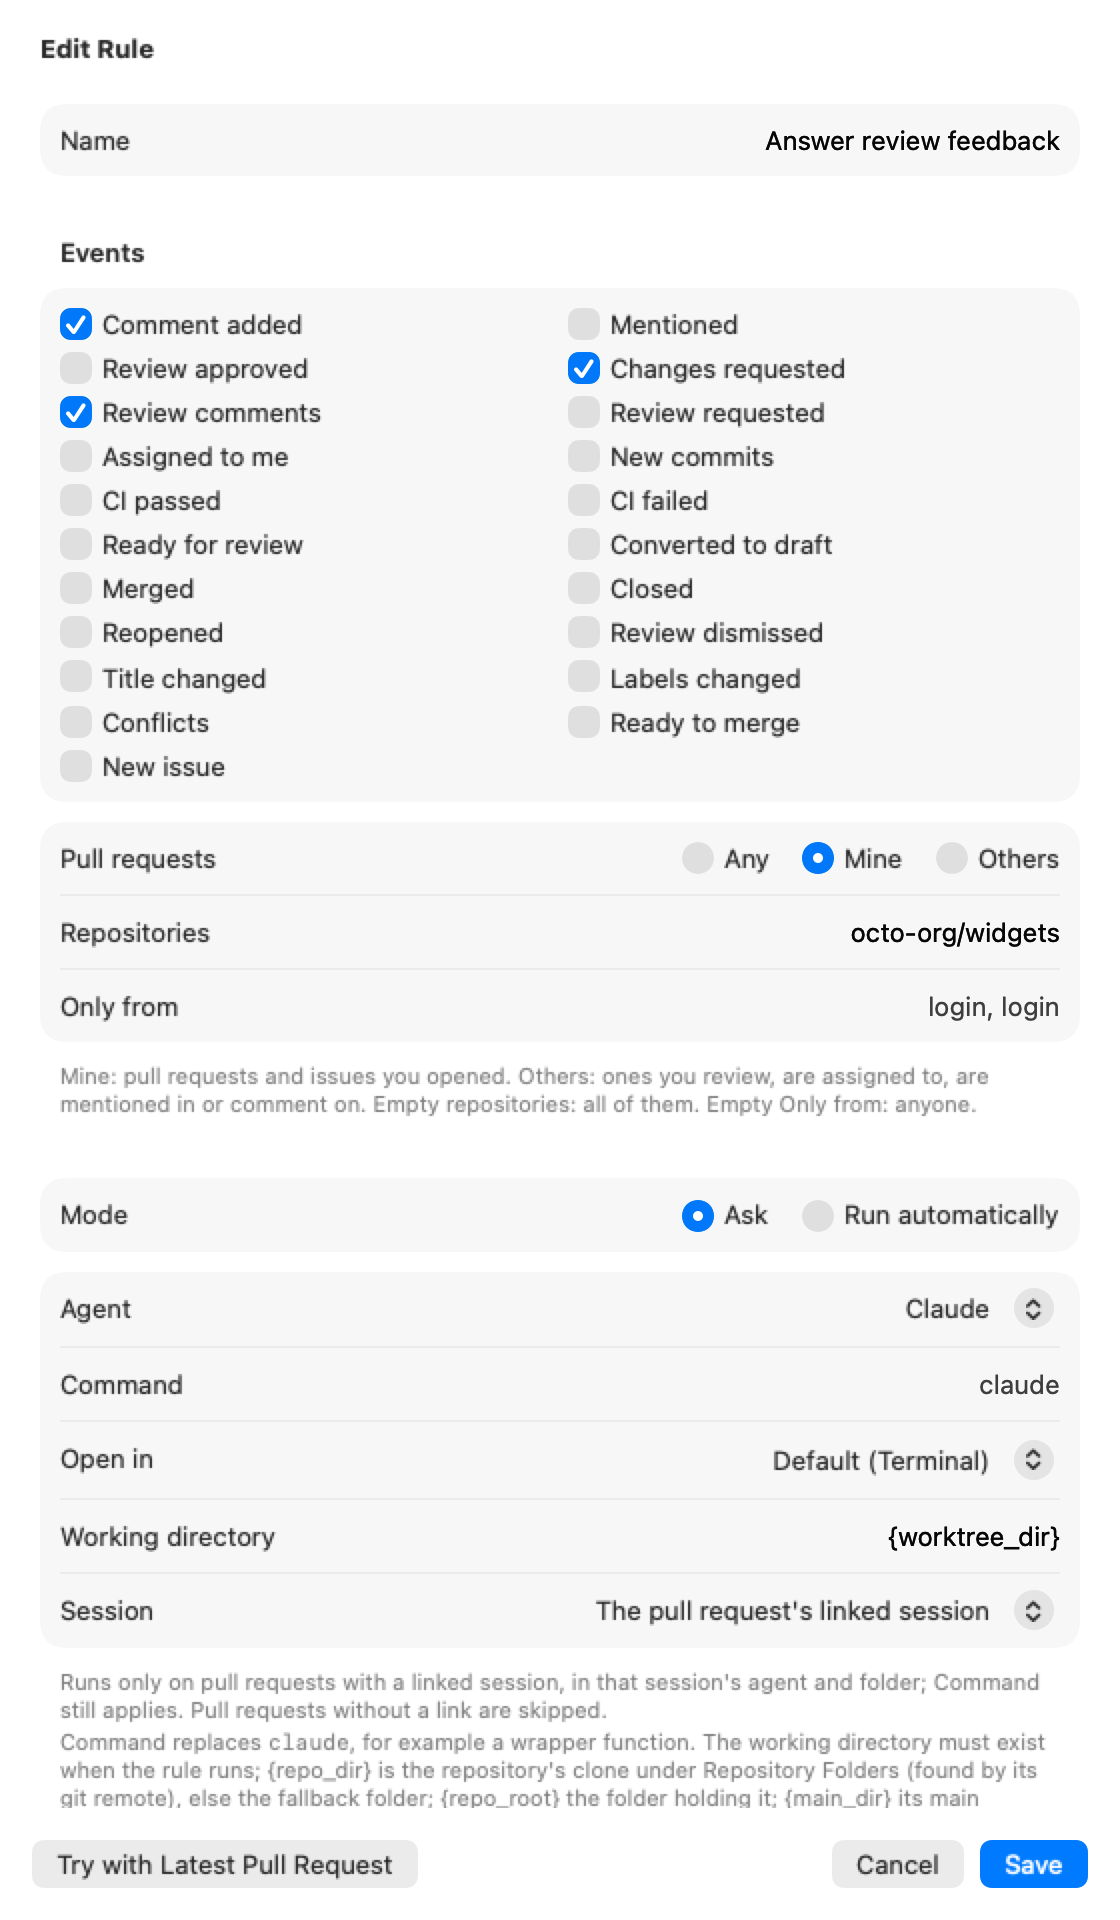 Edit Rule
Name
Answer review feedback
Events
Comment added
Mentioned
Review approved
Changes requested
Review comments
Review requested
Assigned to me
New commits
CI passed
CI failed
Ready for review
Converted to draft
Merged
Closed
Reopened
Review dismissed
Title changed
Labels changed
Conflicts
Ready to merge
New issue
Pull requests
Any
Mine
Others
Repositories
octo-org/widgets
Only from
login, login
Mine: pull requests and issues you opened. Others: ones you review, are assigned to, are
mentioned in or comment on. Empty repositories: all of them. Empty Only from: anyone.
Mode
Ask
Run automatically
Agent
Claude
Command
claude
Open in
Default (Terminal)
Working directory
{worktree_dir}
Session
The pull request's linked session
Runs only on pull requests with a linked session, in that session's agent and folder; Command
still applies. Pull requests without a link are skipped.
Command replaces claude, for example a wrapper function. The working directory must exist
when the rule runs; {repo_dir} is the repository's clone under Repository Folders (found by its
git remote), else the fallback folder; {repo_root} the folder holding it; {main_dir} its main
Try with Latest Pull Request
Cancel
Save